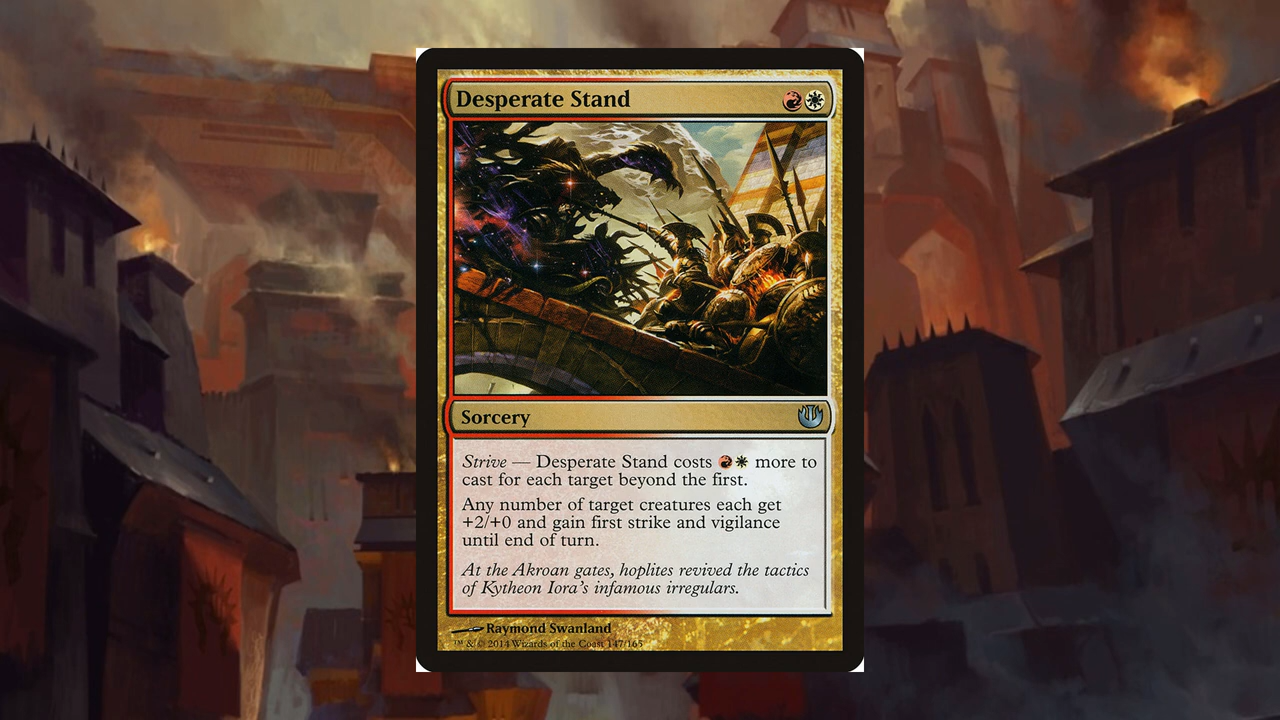 Desperate Stand
Sorcery
Strive — Desperate Stand costs more to
cast for each target beyond the first.
Any number of target creatures each get
+2/+0 and gain first strike and vigilance
until end of turn.
At the Akroan gates, hoplites revived the tactics
of Kytheon Iora's infamous irregulars.
Raymond Swanland
™ & © 2014 Wizards of the Coast 147/165